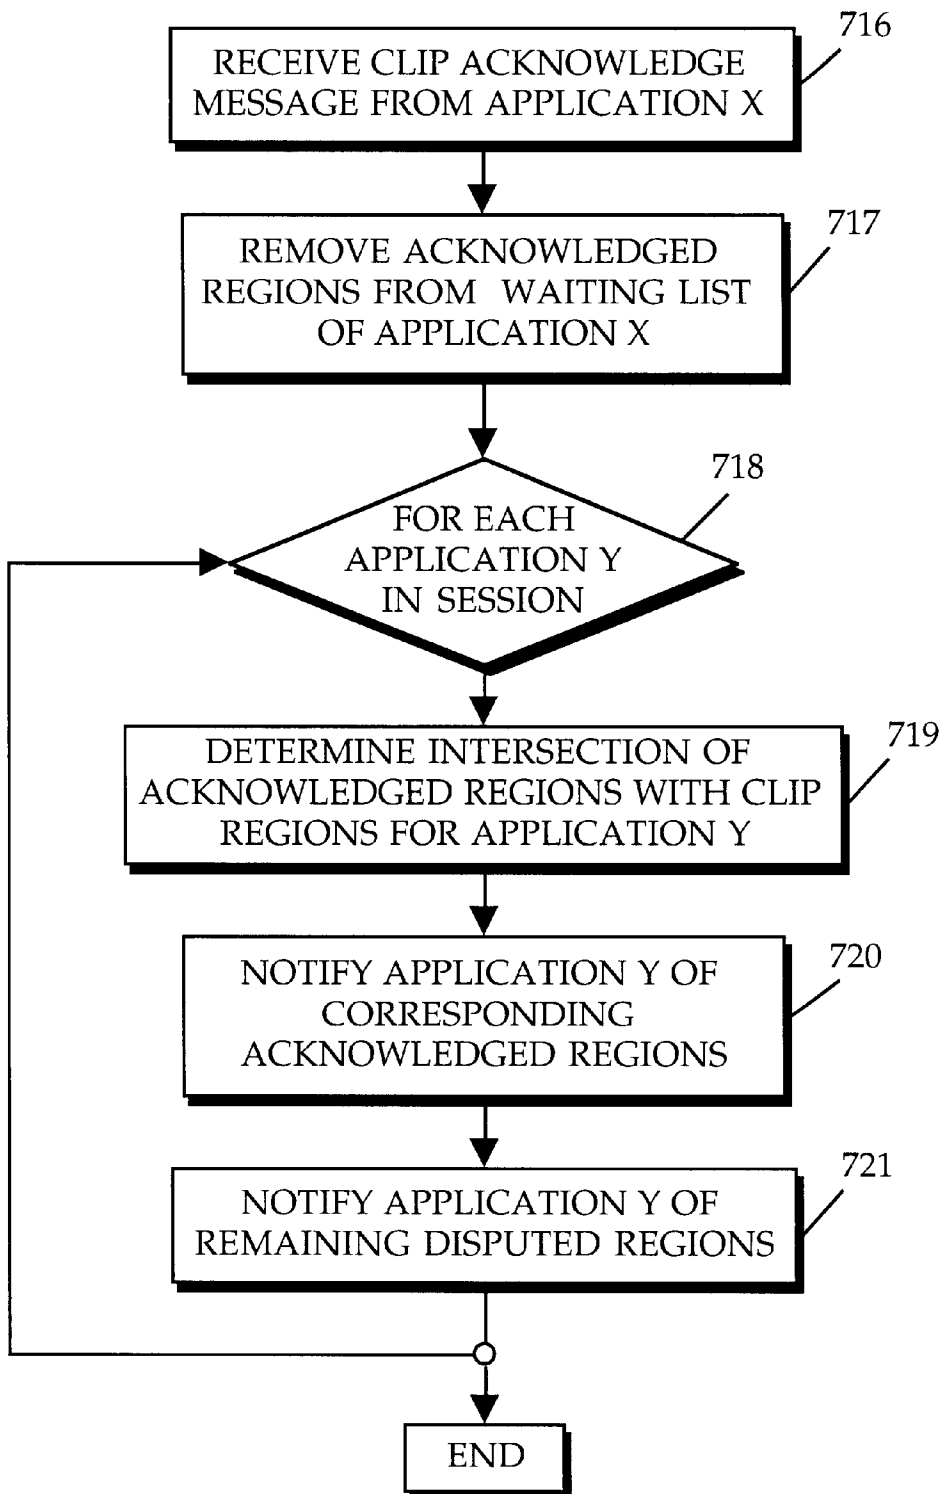 716
RECEIVE CLIP ACKNOWLEDGE
MESSAGE FROM APPLICATION X
717
REMOVE ACKNOWLEDGED
REGIONS FROM WAITING LIST
OF APPLICATION X
718
FOR EACH
APPLICATION Y
IN SESSION
719
DETERMINE INTERSECTION OF
ACKNOWLEDGED REGIONS WITH CLIP
REGIONS FOR APPLICATION Y
720
NOTIFY APPLICATION Y OF
CORRESPONDING
ACKNOWLEDGED REGIONS
721
NOTIFY APPLICATION Y OF
REMAINING DISPUTED REGIONS
END